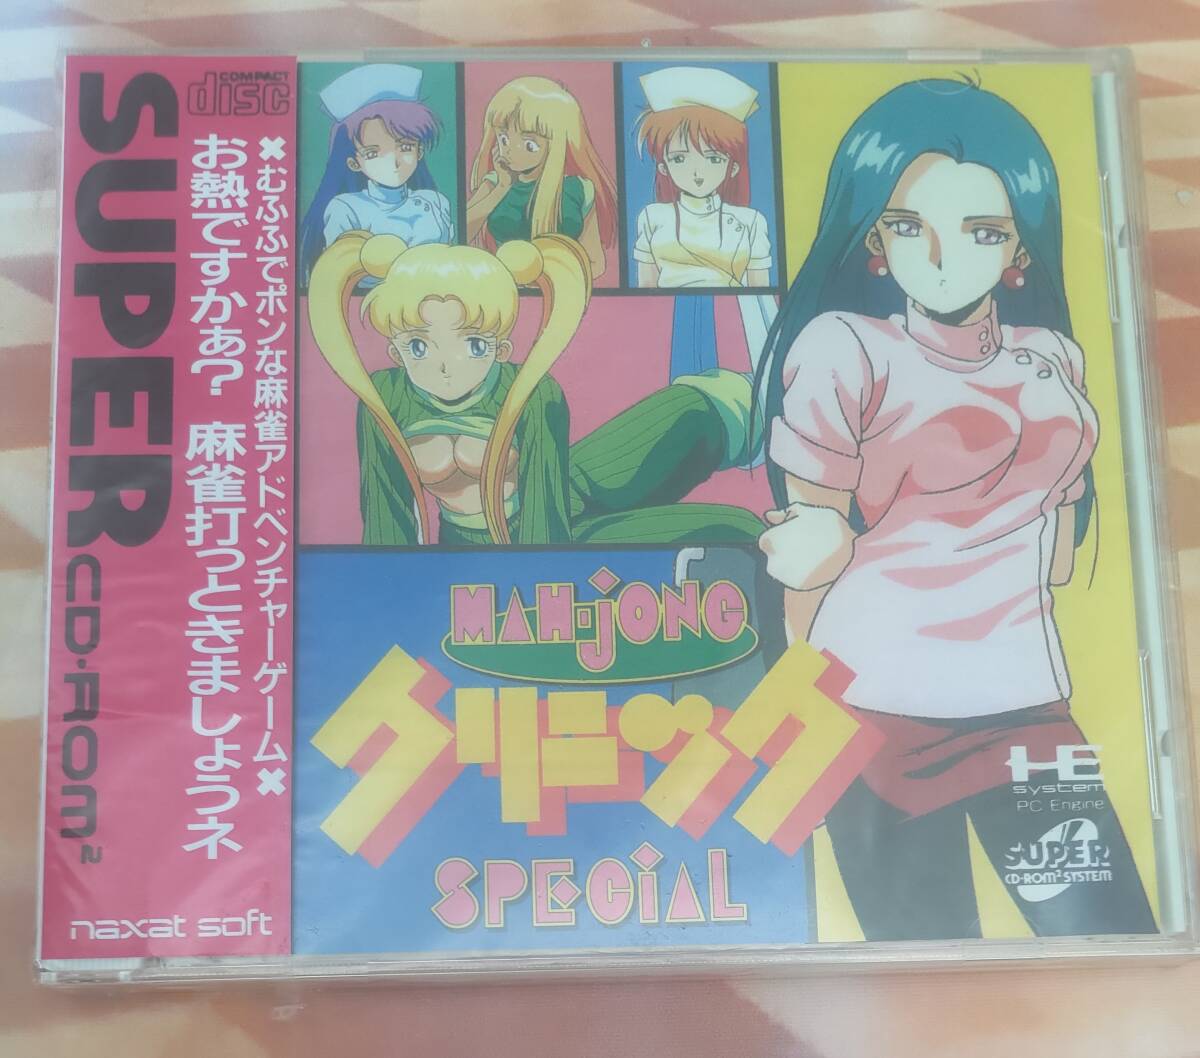 SUPER CD·ROM²
COMPACT
disc
✖むふふでポンな麻雀アドベンチャーゲーム✖
お熱ですかぁ? 麻雀打っときましょうネ
naxat soft
MAH-jONG
クリニック
SPECiAL
HE
system
PC Engine
SUPER
CD-ROM² SYSTEM